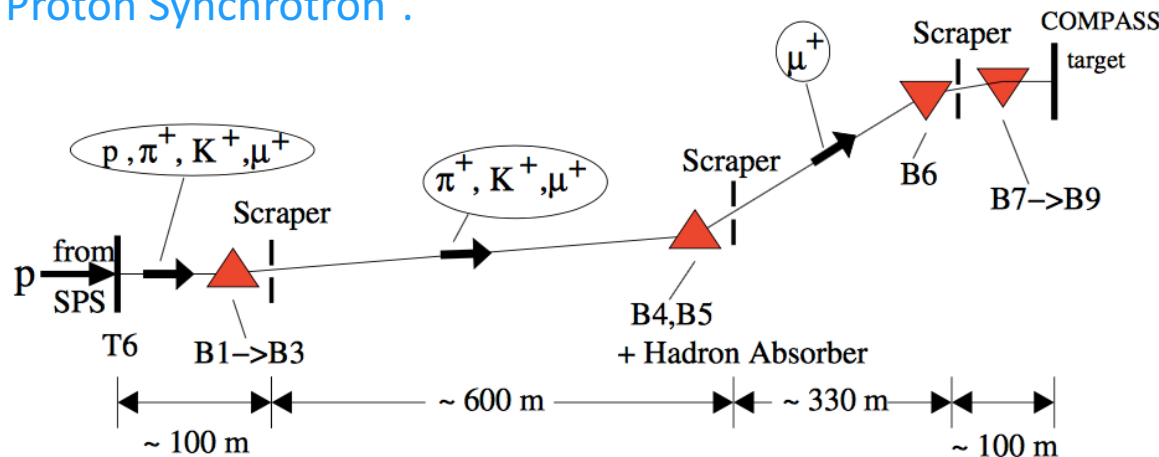 Proton Synchrotron .
COMPASS
target
Scraper
μ+
p ,π+, K+,μ+
π+, K+,μ+
Scraper
B6
B7–>B9
Scraper
from
p
SPS
T6
B1–>B3
B4,B5
+ Hadron Absorber
~ 100 m
~ 600 m
~ 330 m
~ 100 m